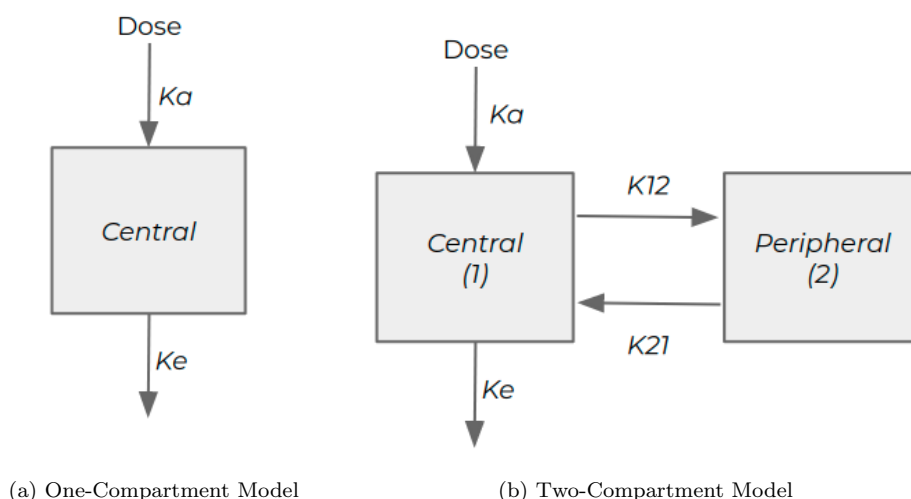 Dose
Ka
Central
Ke
(a) One-Compartment Model
Dose
Ka
K12
Central
(1)
Peripheral
(2)
K21
Ke
(b) Two-Compartment Model